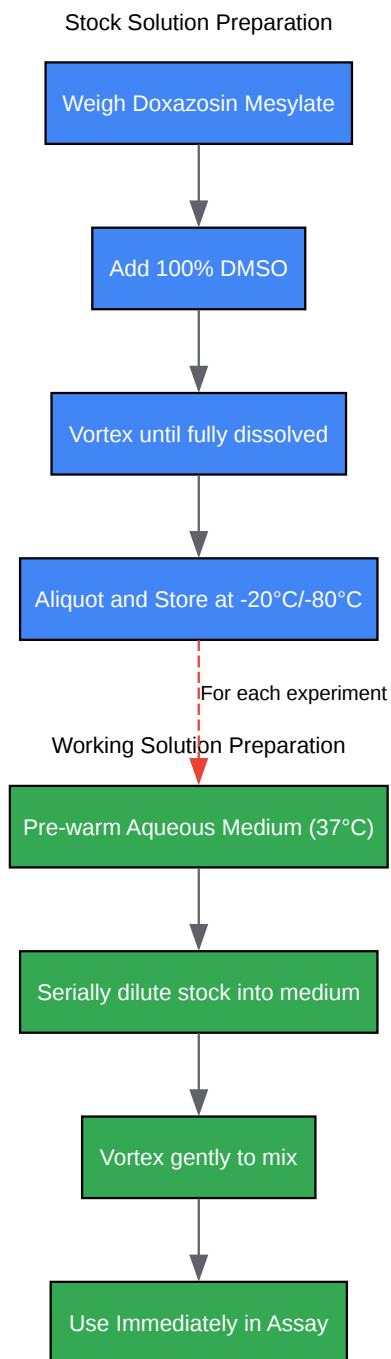 Stock Solution Preparation
Weigh Doxazosin Mesylate
Add 100% DMSO
Vortex until fully dissolved
Aliquot and Store at -20°C/-80°C
For each experiment
Working Solution Preparation
Pre-warm Aqueous Medium (37°C)
Serially dilute stock into medium
Vortex gently to mix
Use Immediately in Assay